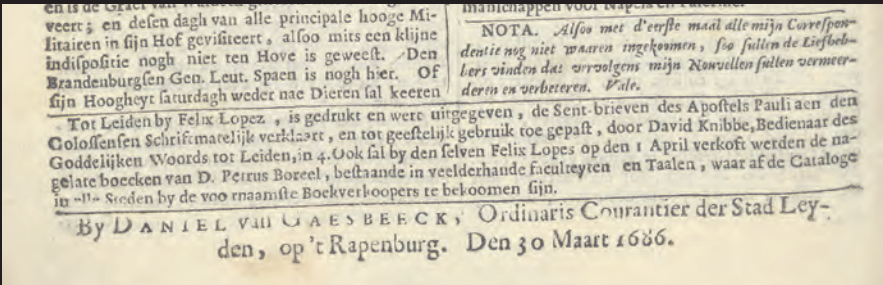 veert; en deſen dagh van alle principale hooge Mi-
litairen in ſijn Hof geviſiteert, alſoo mits een klijne
indiſpoſitie nogh niet ten Hove is geweeſt. Den
Brandenburgſen Gen. Leut. Spaen is nogh hier. Of
ſijn Hoogheyt ſaturdagh weder nae Dieren ſal keeren
manſchappen voor Napels en
NOTA. Alſoo met d'eerſte maal alle mijn Correſpon-
dentie nog niet waaren ingekoomen, ſoo ſullen de Liefheb-
bers vinden dat vervolgens mijn Nouvellen ſullen vermeer-
deren en verbeteren. Vale.
Tot Leiden by Felix Lopez, is gedrukt en wert uitgegeven, de Sent-brieven des Apoſtels Pauli aen den
Coloſſenſen Schriftmatelijk verklaert, en tot geeſtelijk gebruik toe gepaſt, door David Knibbe, Bedienaar des
Goddelijken Woords tot Leiden, in 4. Ook ſal by den ſelven Felix Lopes op den 1 April verkoft werden de na-
gelate boecken van D. Petrus Boreel, beſtaande in veelderhande faculteyten en Taalen, waar af de Cataloge
in Steden by de voornaamſte Boekverkoopers te bekoomen ſijn.
By DANIEL van GAESBEECK, Ordinaris Courantier der Stad Ley-
den, op 't Rapenburg. Den 30 Maart 1686.